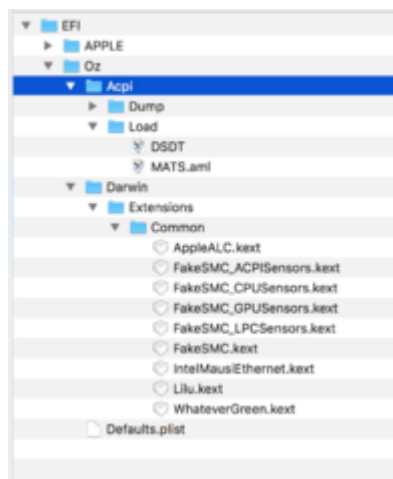 EFI
APPLE
Oz
Acpi
Dump
Load
DSDT
MATS.aml
Darwin
Extensions
Common
AppleALC.kext
FakeSMC_ACPISensors.kext
FakeSMC_CPUSensors.kext
FakeSMC_GPUSensors.kext
FakeSMC_LPCSensors.kext
FakeSMC.kext
IntelMausiEthernet.kext
Lilu.kext
WhateverGreen.kext
Defaults.plist